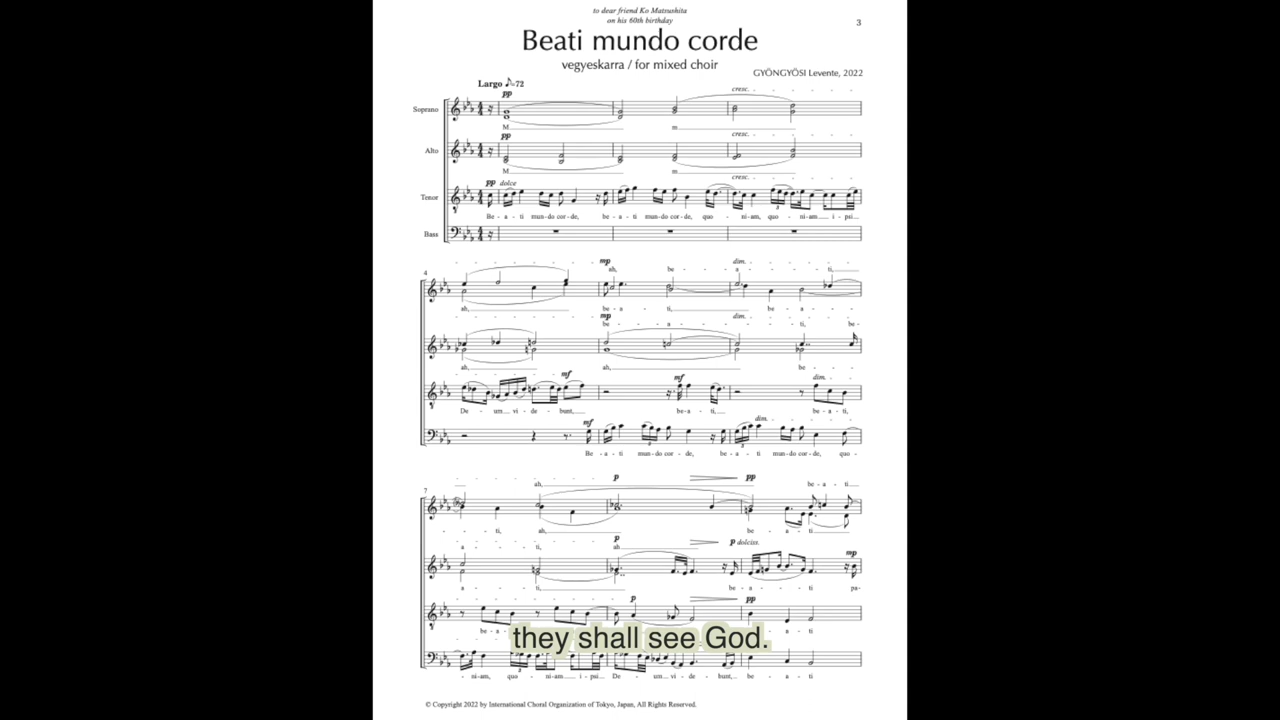 to dear friend Ko Matsushita
on his 60th birthday
3
Beati mundo corde
vegyeskarra / for mixed choir
GYÖNGYÖSI Levente, 2022
Largo ♪=72
pp
cresc.
Soprano
M m
pp
cresc.
Alto
M m
pp dolce
cresc.
Tenor
Be - a - ti mun - do cor - de, be - a - ti mun - do cor - de, quo - ni - am, quo - ni - am i - psi
Bass
4
mp
dim.
ah, be - a - ti,
ah, be - a - ti, be - a -
mp
dim.
be - a - ti, be -
ah, ah, be -
mf
mf
dim.
De - um vi - de - bunt, be - a - ti, be - a - ti,
mf
dim.
Be - a - ti mun - do cor - de, be - a - ti mun - do cor - de, quo -
7
p
pp
ah, be - a - ti
ti, ah, be - a - ti
p
p dolciss.
mp
a - ti, ah
a - ti, be - a - ti pa-
p
pp
be - a - ti
they shall see God.
ni-am, quo - ni-am i - psi De - um vi - de - bunt, be - a - ti
© Copyright 2022 by International Choral Organization of Tokyo, Japan, All Rights Reserved.